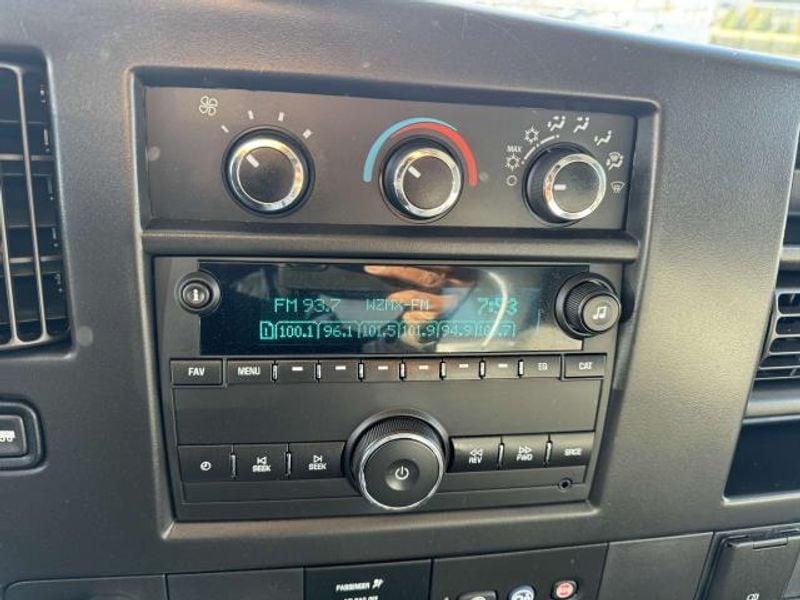 MAX
FM 93.7 WZMX-FM 7:53
1 100.1 96.1 101.5 101.9 94.9
FAV MENU EQ CAT
SEEK SEEK REV FWD SRCE
PASSENGER